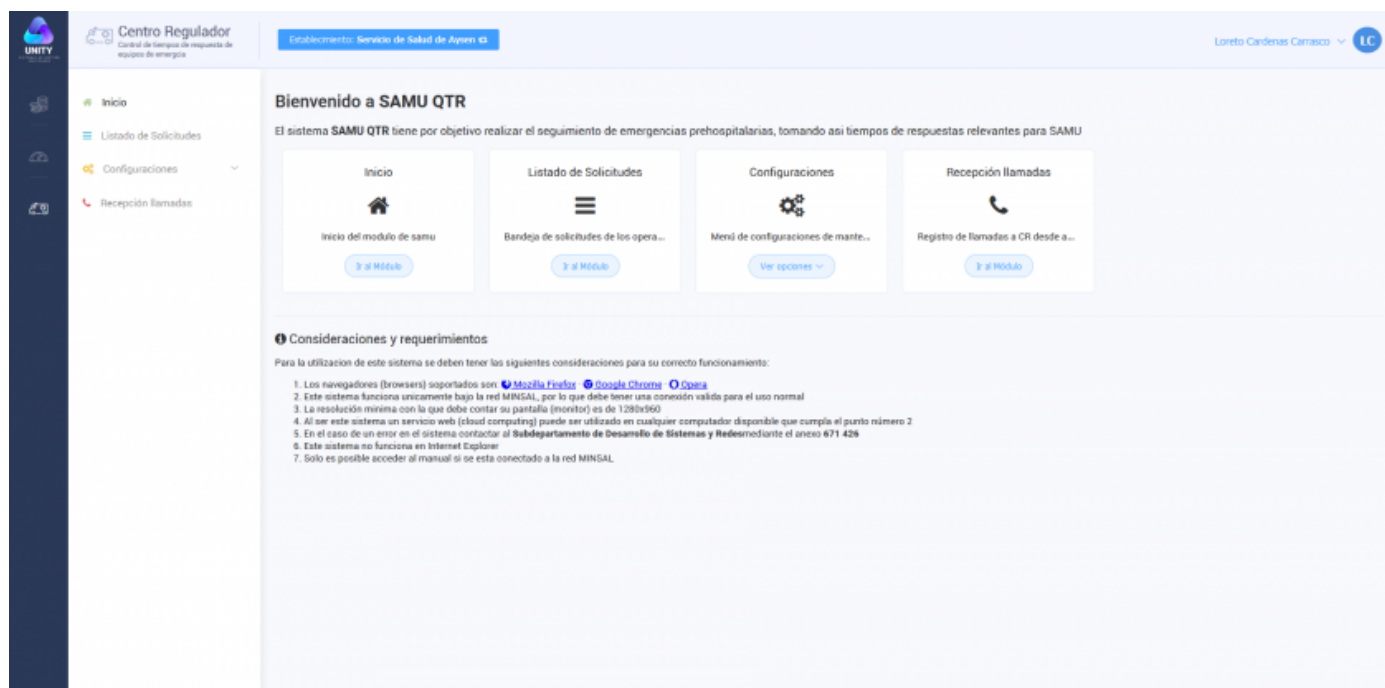 UNITY
Centro Regulador
Control de tiempos de respuesta de
equipos de emergcia
Establecimiento: Servicio de Salud de Aysen
Loreto Cardenas Carrasco
LC
Inicio
Listado de Solicitudes
Configuraciones
Recepción llamadas
Bienvenido a SAMU QTR
El sistema SAMU QTR tiene por objetivo realizar el seguimiento de emergencias prehospitalarias, tomando asi tiempos de respuestas relevantes para SAMU
Inicio
Inicio del modulo de samu
Ir al Módulo
Listado de Solicitudes
Bandeja de solicitudes de los opera...
Ir al Módulo
Configuraciones
Menú de configuraciones de mante...
Ver opciones
Recepción llamadas
Registro de llamadas a CR desde a...
Ir al Módulo
Consideraciones y requerimientos
Para la utilizacion de este sistema se deben tener las siguientes consideraciones para su correcto funcionamiento:
1. Los navegadores (browsers) soportados son: Mozilla Firefox · Google Chrome · Opera
2. Este sistema funciona unicamente bajo la red MINSAL, por lo que debe tener una conexión valida para el uso normal
3. La resolución minima con la que debe contar su pantalla (monitor) es de 1280x960
4. Al ser este sistema un servicio web (cloud computing) puede ser utilizado en cualquier computador disponible que cumpla el punto número 2
5. En el caso de un error en el sistema contactar al Subdepartamento de Desarrollo de Sistemas y Redesmediante el anexo 671 426
6. Este sistema no funciona en Internet Explorer
7. Solo es posible acceder al manual si se esta conectado a la red MINSAL